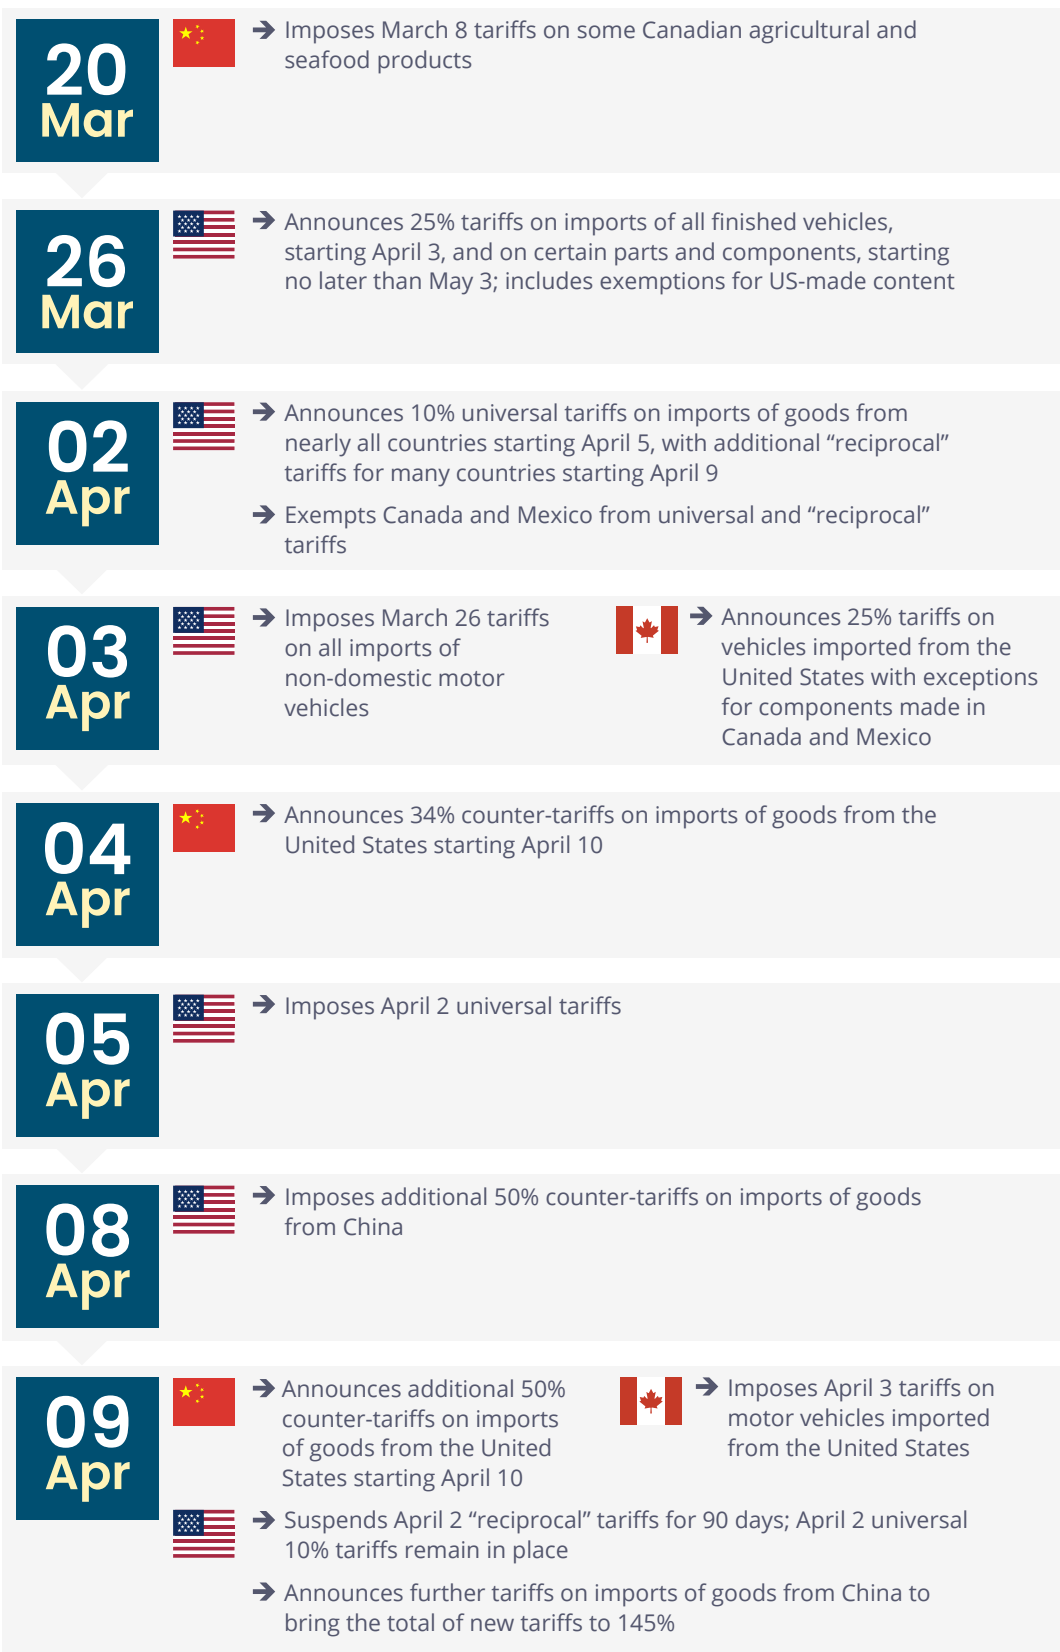 20
Mar
➔ Imposes March 8 tariffs on some Canadian agricultural and
seafood products
26
Mar
➔ Announces 25% tariffs on imports of all finished vehicles,
starting April 3, and on certain parts and components, starting
no later than May 3; includes exemptions for US-made content
02
Apr
➔ Announces 10% universal tariffs on imports of goods from
nearly all countries starting April 5, with additional “reciprocal”
tariffs for many countries starting April 9
➔ Exempts Canada and Mexico from universal and “reciprocal”
tariffs
03
Apr
➔ Imposes March 26 tariffs
on all imports of
non-domestic motor
vehicles
➔ Announces 25% tariffs on
vehicles imported from the
United States with exceptions
for components made in
Canada and Mexico
04
Apr
➔ Announces 34% counter-tariffs on imports of goods from the
United States starting April 10
05
Apr
➔ Imposes April 2 universal tariffs
08
Apr
➔ Imposes additional 50% counter-tariffs on imports of goods
from China
09
Apr
➔ Announces additional 50%
counter-tariffs on imports
of goods from the United
States starting April 10
➔ Imposes April 3 tariffs on
motor vehicles imported
from the United States
➔ Suspends April 2 “reciprocal” tariffs for 90 days; April 2 universal
10% tariffs remain in place
➔ Announces further tariffs on imports of goods from China to
bring the total of new tariffs to 145%